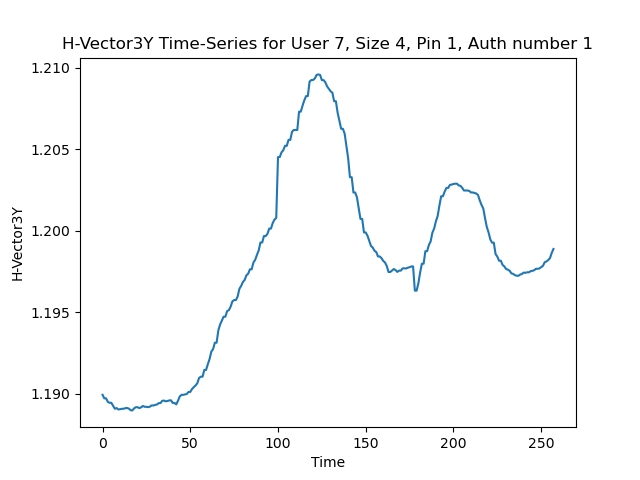 H-Vector3Y Time-Series for User 7, Size 4, Pin 1, Auth number 1
1.210
1.205
1.200
1.195
1.190
H-Vector3Y
0 50 100 150 200 250
Time